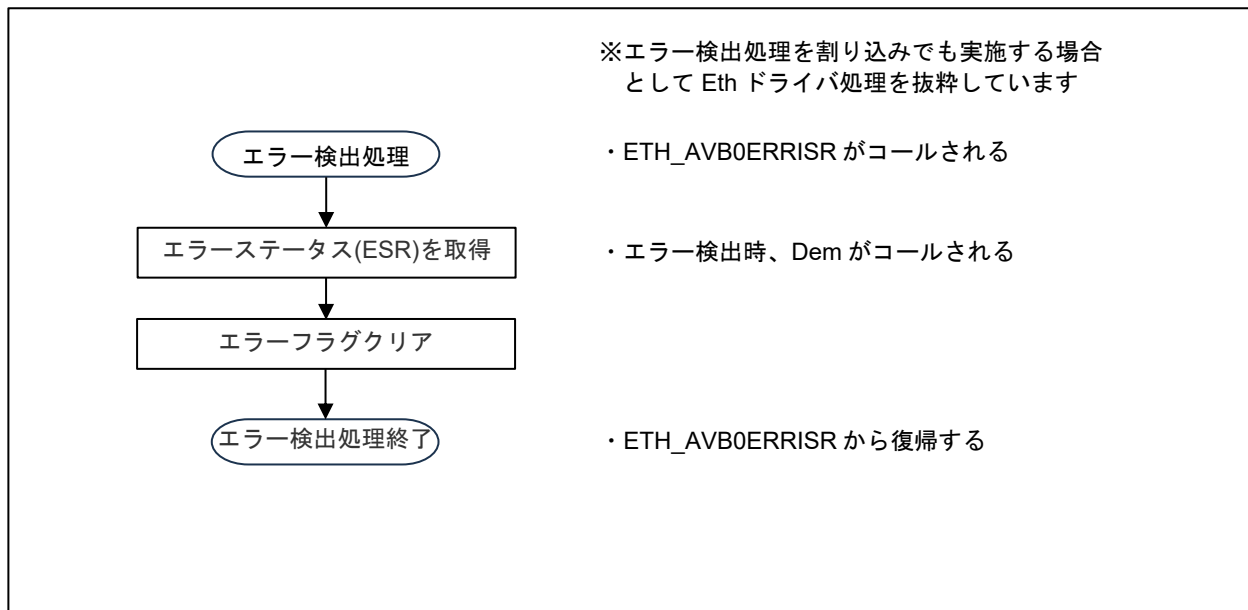 ※エラー検出処理を割り込みでも実施する場合
として Eth ドライバ処理を抜粋しています
エラー検出処理
・ETH_AVB0ERRISR がコールされる
エラーステータス(ESR)を取得
・エラー検出時、Dem がコールされる
エラーフラグクリア
エラー検出処理終了
・ETH_AVB0ERRISR から復帰する